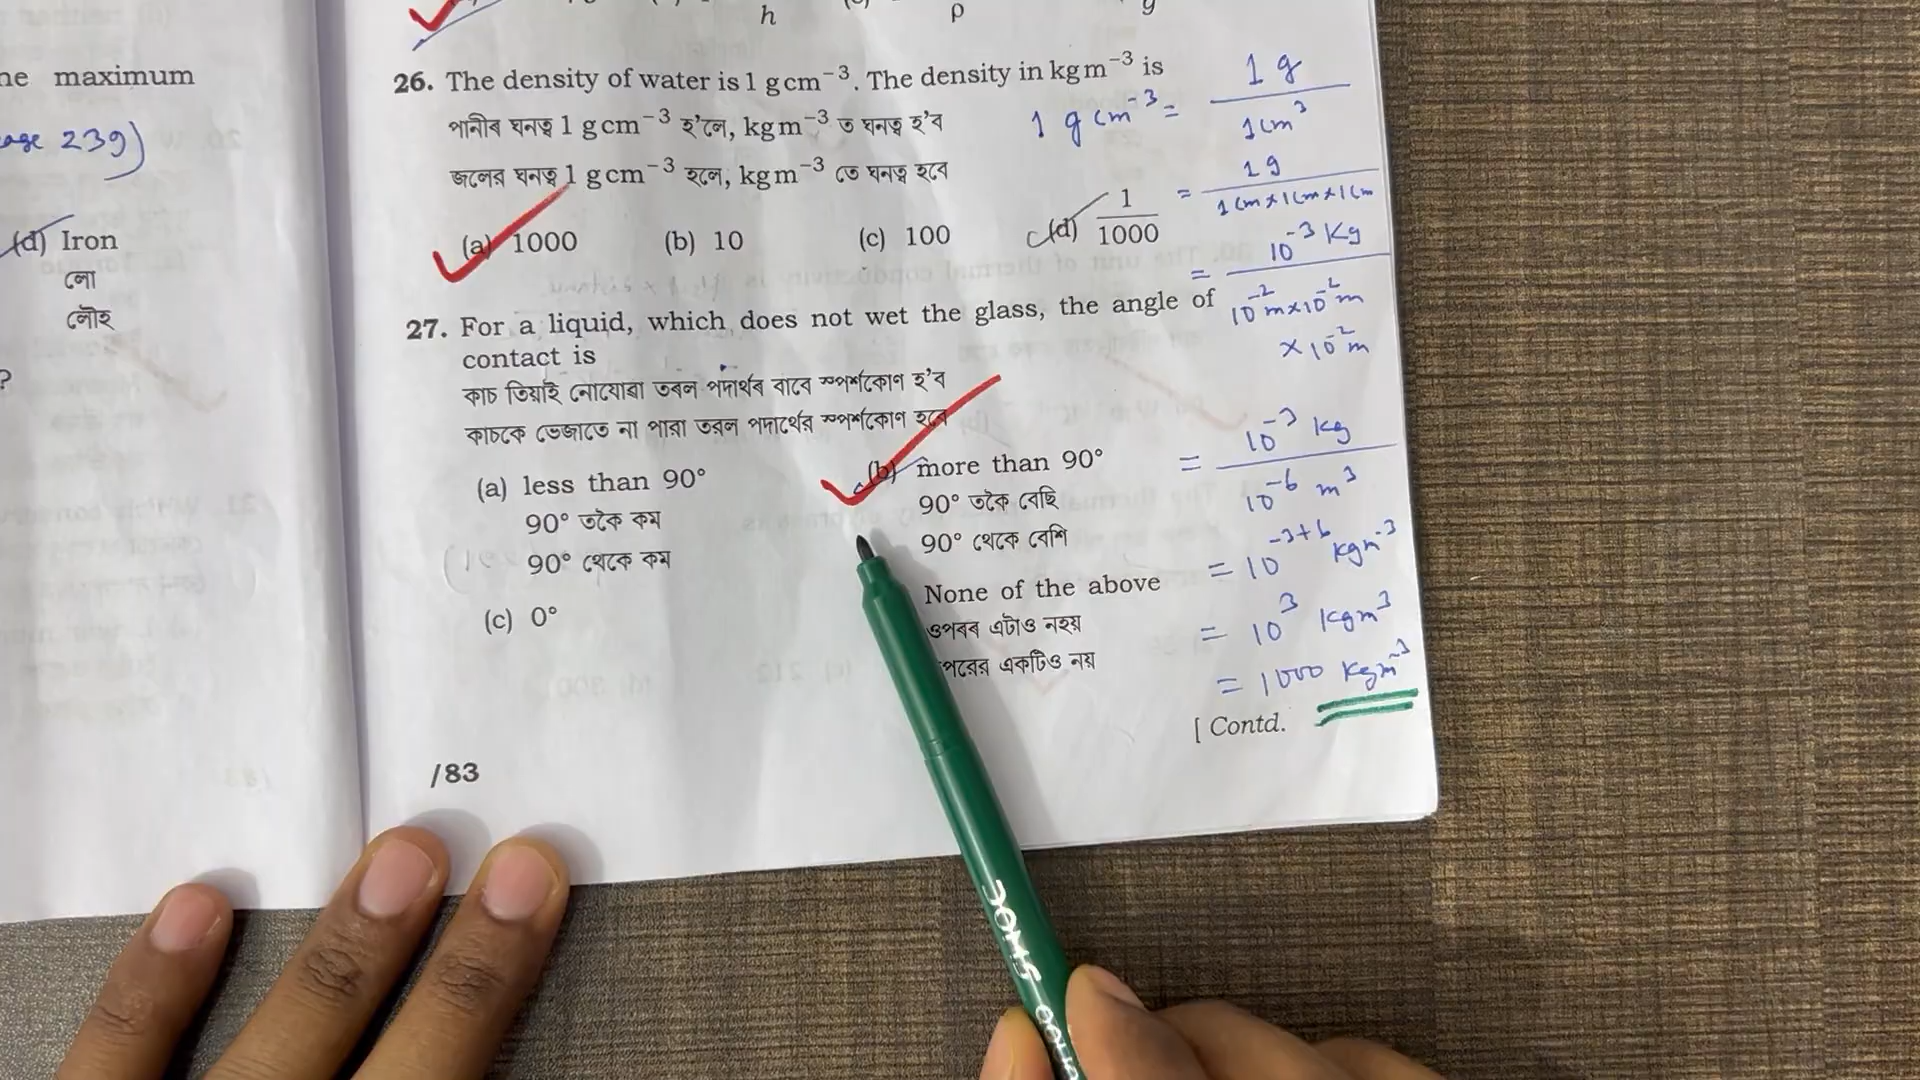 h
ρ
ne maximum
age 239)
(d) Iron
লো
লৌহ
?
26. The density of water is 1 g cm⁻³. The density in kg m⁻³ is
পানীৰ ঘনত্ব 1 g cm⁻³ হ’লে, kg m⁻³ ত ঘনত্ব হ’ব
জলের ঘনত্ব 1 g cm⁻³ হলে, kg m⁻³ তে ঘনত্ব হবে
(a) 1000 (b) 10 (c) 100 (d) 1/1000
27. For a liquid, which does not wet the glass, the angle of
contact is
কাচ তিয়াই নোযোৱা তৰল পদাৰ্থৰ বাবে স্পৰ্শকোণ হ’ব
কাচকে ভেজাতে না পারা তরল পদার্থের স্পর্শকোণ হবে
(a) less than 90°
90° তকৈ কম
90° থেকে কম
(b) more than 90°
90° তকৈ বেছি
90° থেকে বেশি
(c) 0°
None of the above
ওপৰৰ এটাও নহয়
পরের একটিও নয়
[ Contd.
/83
1 g cm⁻³ = 1 g / 1 cm³
= 1 g / 1 cm × 1 cm × 1 cm
= 10⁻³ Kg / 10⁻² m × 10⁻² m
× 10⁻² m
= 10⁻³ kg / 10⁻⁶ m³
= 10⁻³⁺⁶ kgm⁻³
= 10³ kgm⁻³
= 1000 kgm⁻³
DOMS